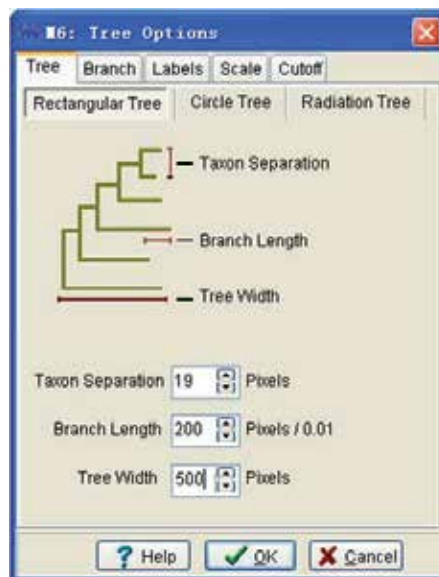 M6: Tree Options
Tree Branch Labels Scale Cutoff
Rectangular Tree Circle Tree Radiation Tree
Taxon Separation
Branch Length
Tree Width
Taxon Separation 19 Pixels
Branch Length 200 Pixels / 0.01
Tree Width 500 Pixels
? Help OK Cancel